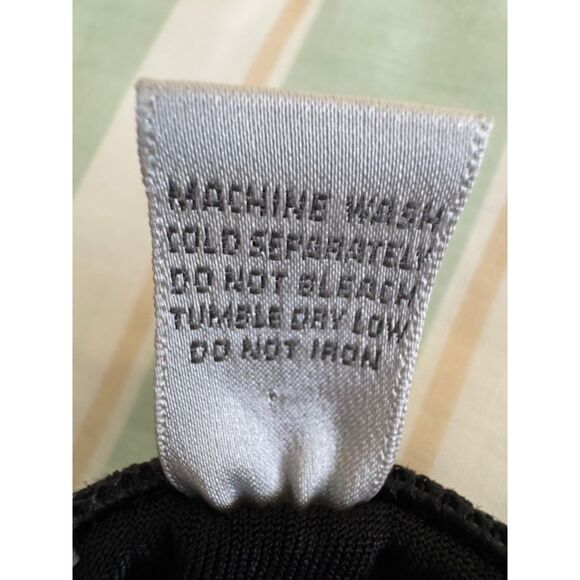 MACHINE WASH
COLD SEPARATELY
DO NOT BLEACH
TUMBLE DRY LOW
DO NOT IRON